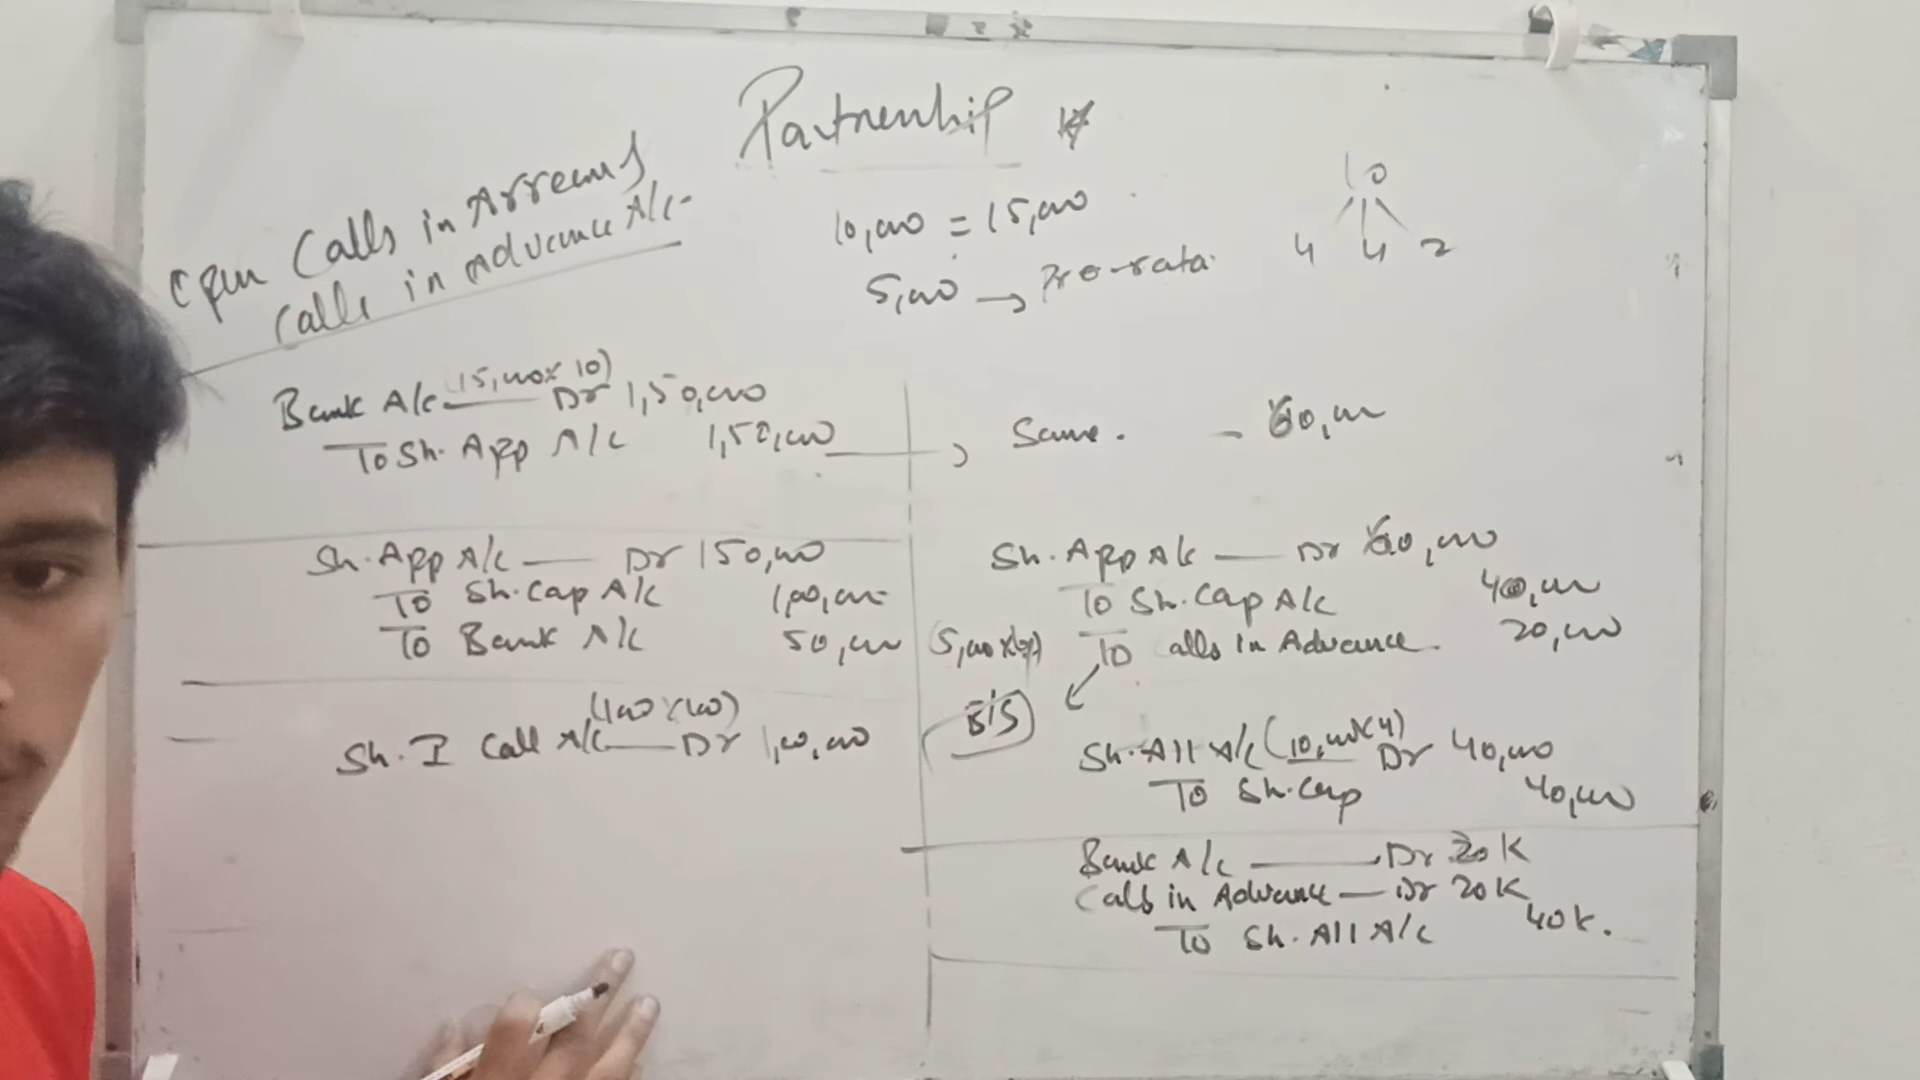 Partnership
Open Calls in Arrears
Calls in Advance A/c
10,000 = 15,000
5,000 → Pro-rata
10
4 4 2
Bank A/c (15,000x10) Dr 1,50,000
To Sh. App A/c 1,50,000
Same. - 60,000
Sh. App A/c — Dr 150,000
To Sh. Cap A/c 1,00,000
To Bank A/c 50,000
Sh. App A/c — Dr 60,000
To Sh. Cap A/c 40,000
To Calls in Advance. 20,000
B/S
Sh. I Call A/c — Dr 1,00,000
Sh. All A/c (10,000x4) Dr 40,000
To Sh. Cap 40,000
Bank A/c — Dr 20K
Calls in Advance — Dr 20K
To Sh. All A/c 40K.